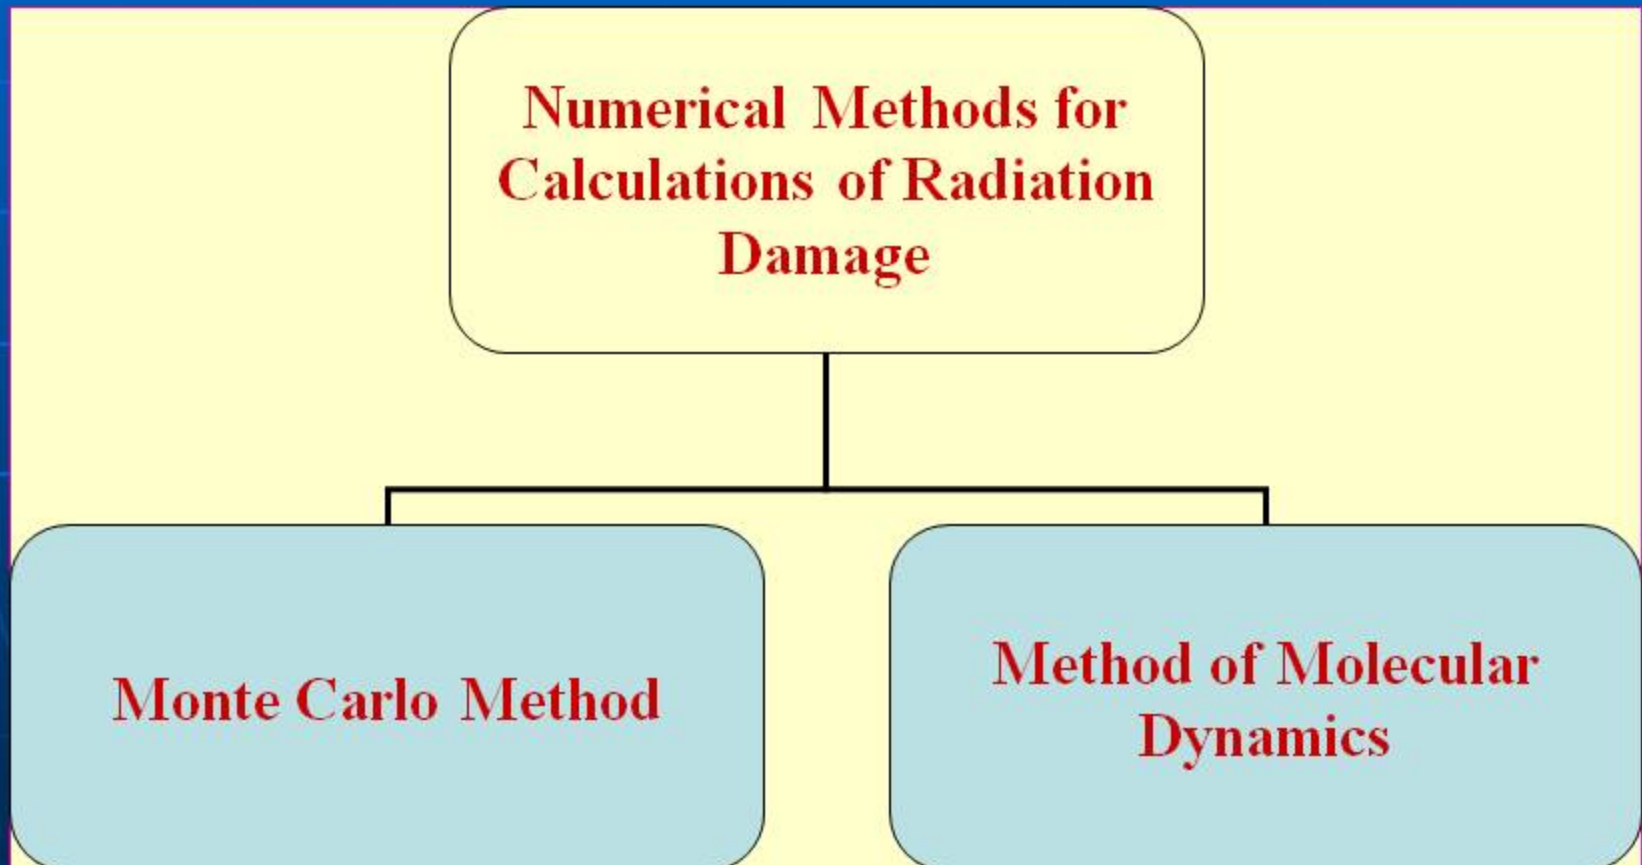 Numerical Methods for
Calculations of Radiation
Damage
Monte Carlo Method
Method of Molecular
Dynamics